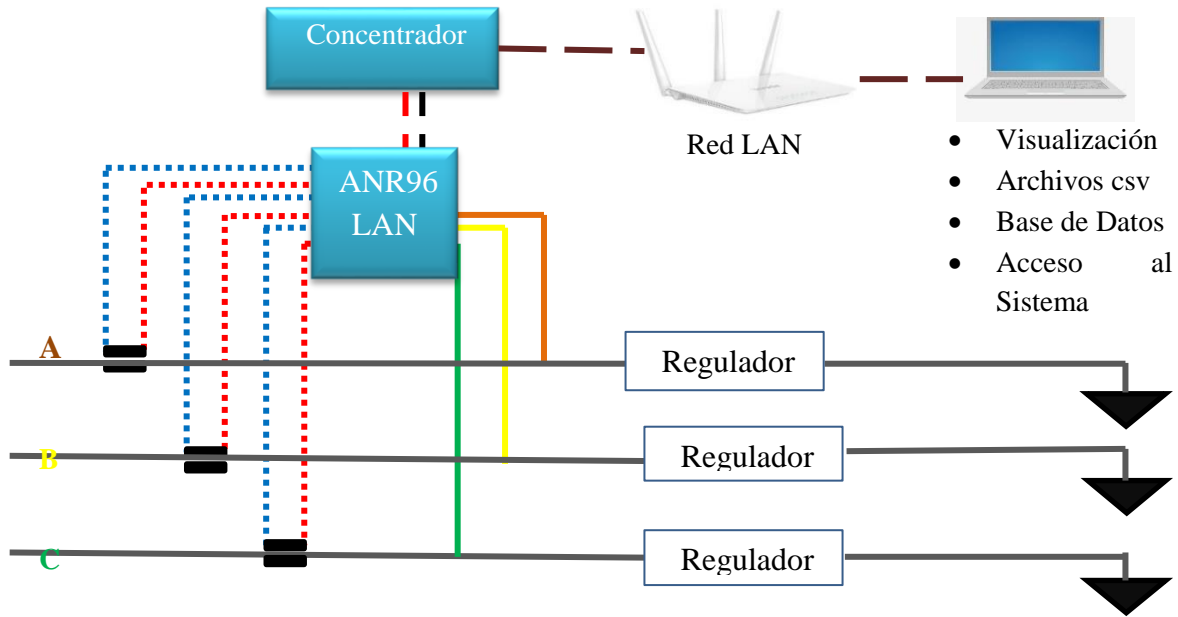 Concentrador
Red LAN
• Visualización
• Archivos csv
• Base de Datos
• Acceso al
Sistema
ANR96
LAN
A
Regulador
B
Regulador
C
Regulador